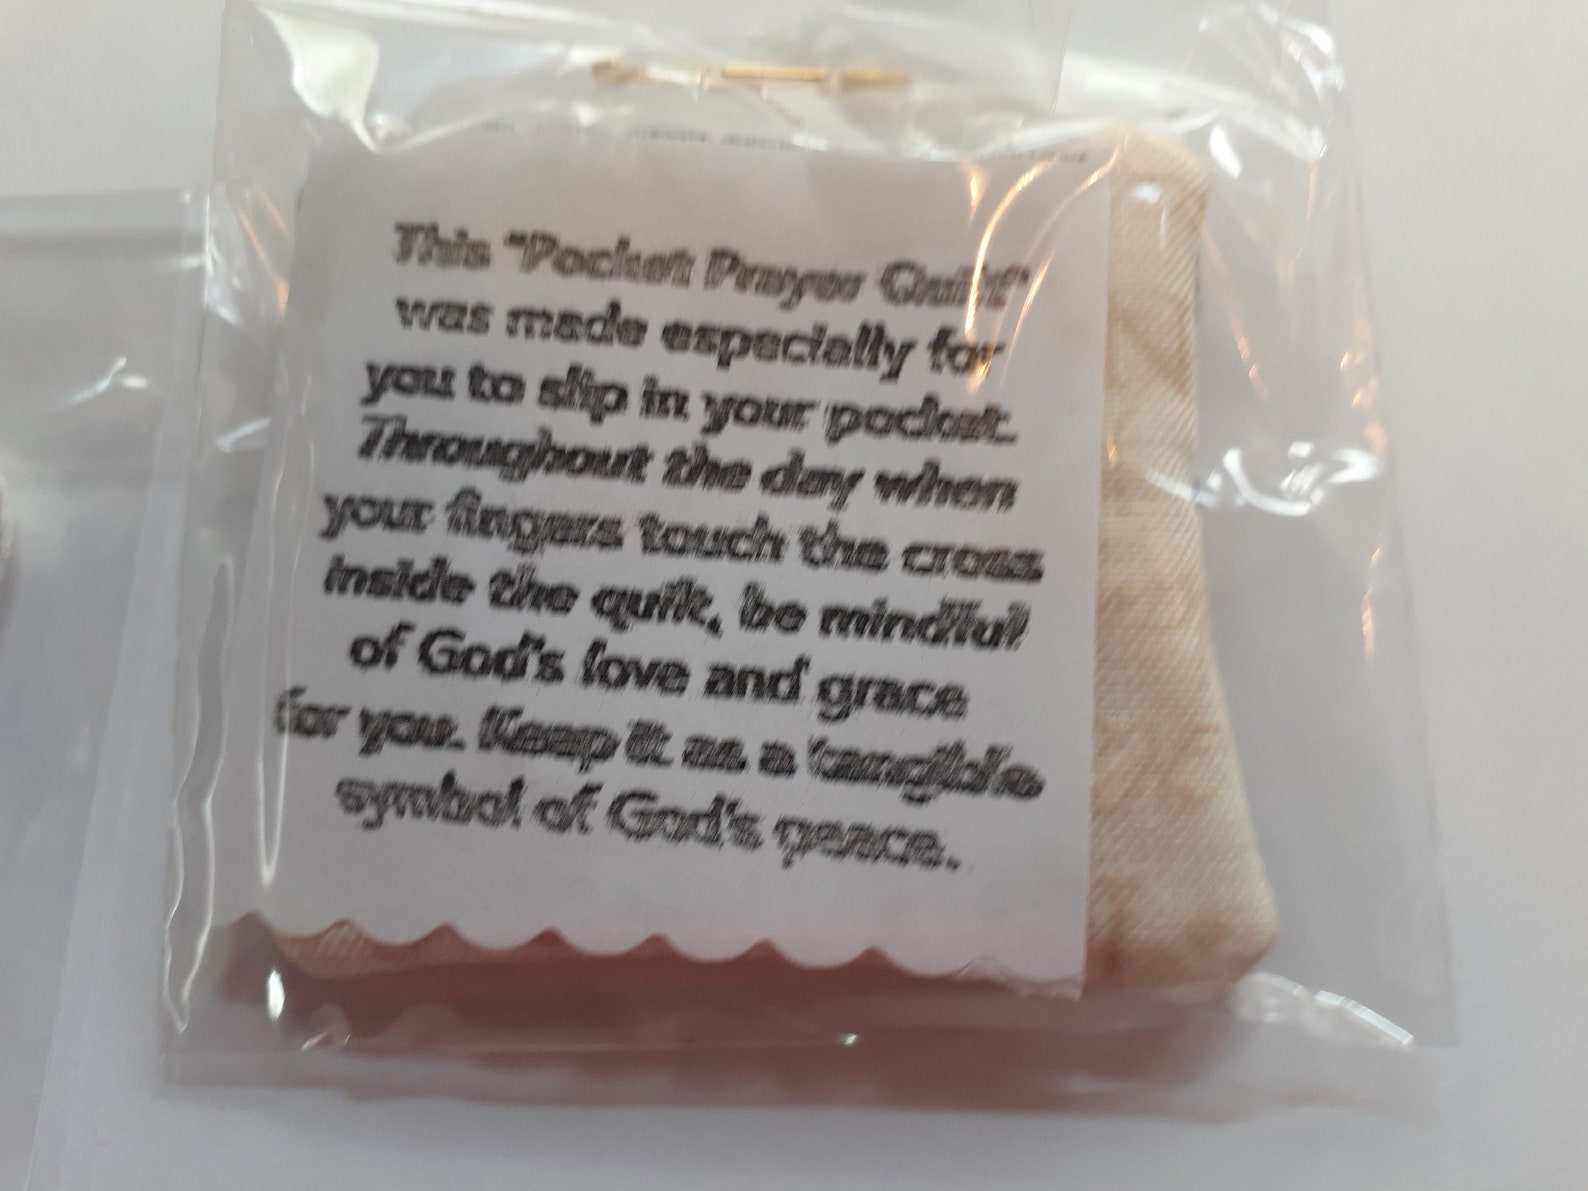 This "Pocket Prayer Quilt"
was made especially for
you to slip in your pocket.
Throughout the day when
your fingers touch the cross
inside the quilt, be mindful
of God's love and grace
for you. Keep it as a tangible
symbol of God's peace.